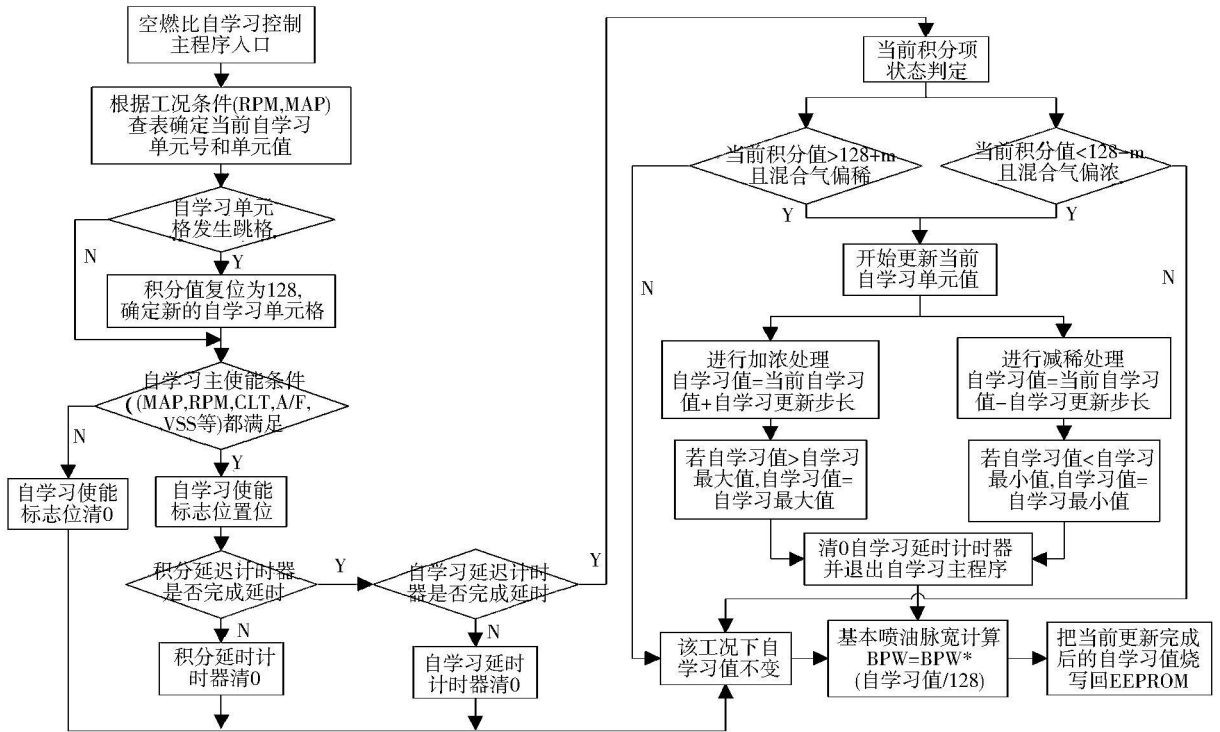 空燃比自学习控制
主程序入口
根据工况条件(RPM,MAP)
查表确定当前自学习
单元号和单元值
自学习单元
格发生跳格
N
Y
积分值复位为128,
确定新的自学习单元格
自学习主使能条件
((MAP,RPM,CLT,A/F,
VSS等)都满足
N
Y
自学习使能
标志位清0
自学习使能
标志位置位
积分延迟计时器
是否完成延时
Y
N
积分延时计
时器清0
自学习延迟计时
器是否完成延时
Y
N
自学习延时
计时器清0
当前积分项
状态判定
当前积分值>128+m
且混合气偏稀
Y
N
当前积分值<128-m
且混合气偏浓
Y
N
开始更新当前
自学习单元值
进行加浓处理
自学习值=当前自学习
值+自学习更新步长
进行减稀处理
自学习值=当前自学习
值-自学习更新步长
若自学习值>自学习
最大值,自学习值=
自学习最大值
若自学习值<自学习
最小值,自学习值=
自学习最小值
清0自学习延时计时器
并退出自学习主程序
该工况下自
学习值不变
基本喷油脉宽计算
BPW=BPW*
(自学习值/128)
把当前更新完成
后的自学习值烧
写回EEPROM